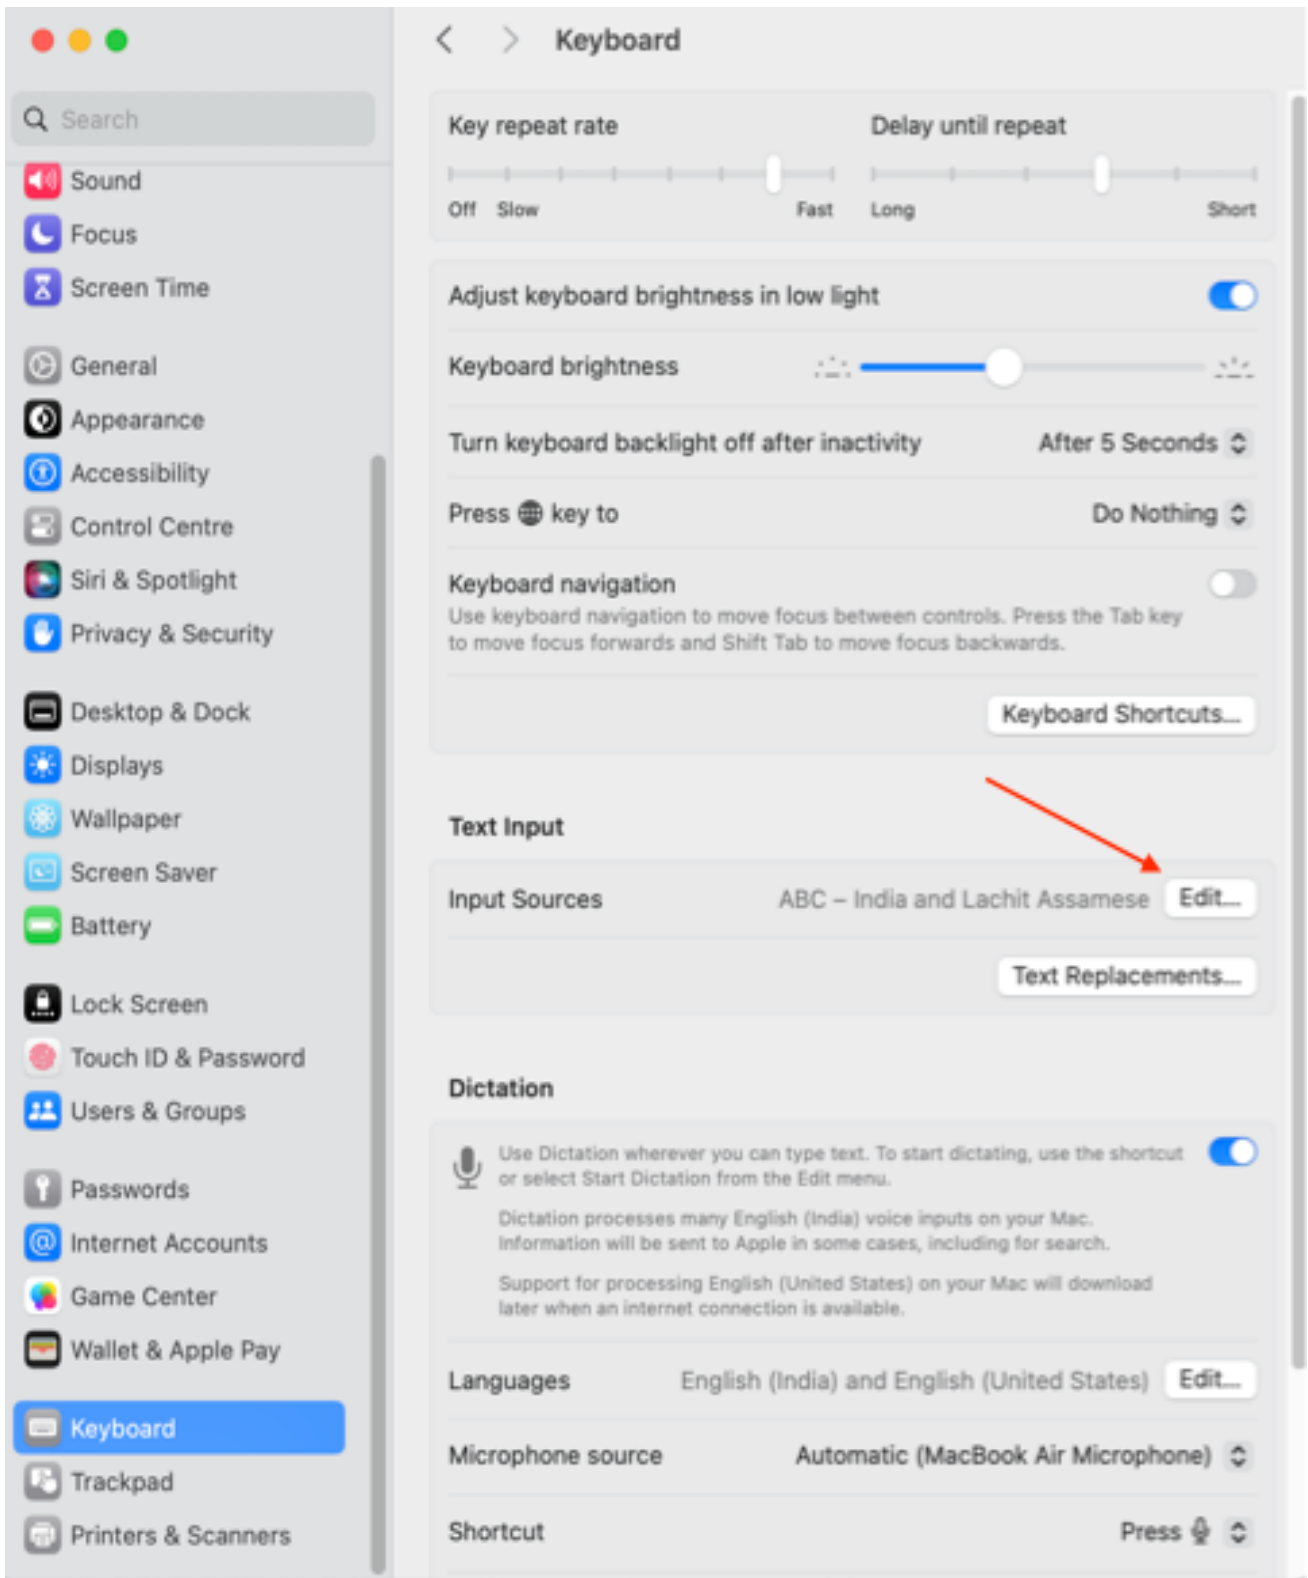 Search
Sound
Focus
Screen Time
General
Appearance
Accessibility
Control Centre
Siri & Spotlight
Privacy & Security
Desktop & Dock
Displays
Wallpaper
Screen Saver
Battery
Lock Screen
Touch ID & Password
Users & Groups
Passwords
Internet Accounts
Game Center
Wallet & Apple Pay
Keyboard
Trackpad
Printers & Scanners
Keyboard
Key repeat rate
Off Slow Fast
Delay until repeat
Long Short
Adjust keyboard brightness in low light
Keyboard brightness
Turn keyboard backlight off after inactivity After 5 Seconds
Press key to Do Nothing
Keyboard navigation
Use keyboard navigation to move focus between controls. Press the Tab key
to move focus forwards and Shift Tab to move focus backwards.
Keyboard Shortcuts...
Text Input
Input Sources ABC – India and Lachit Assamese Edit...
Text Replacements...
Dictation
Use Dictation wherever you can type text. To start dictating, use the shortcut
or select Start Dictation from the Edit menu.
Dictation processes many English (India) voice inputs on your Mac.
Information will be sent to Apple in some cases, including for search.
Support for processing English (United States) on your Mac will download
later when an internet connection is available.
Languages English (India) and English (United States) Edit...
Microphone source Automatic (MacBook Air Microphone)
Shortcut Press